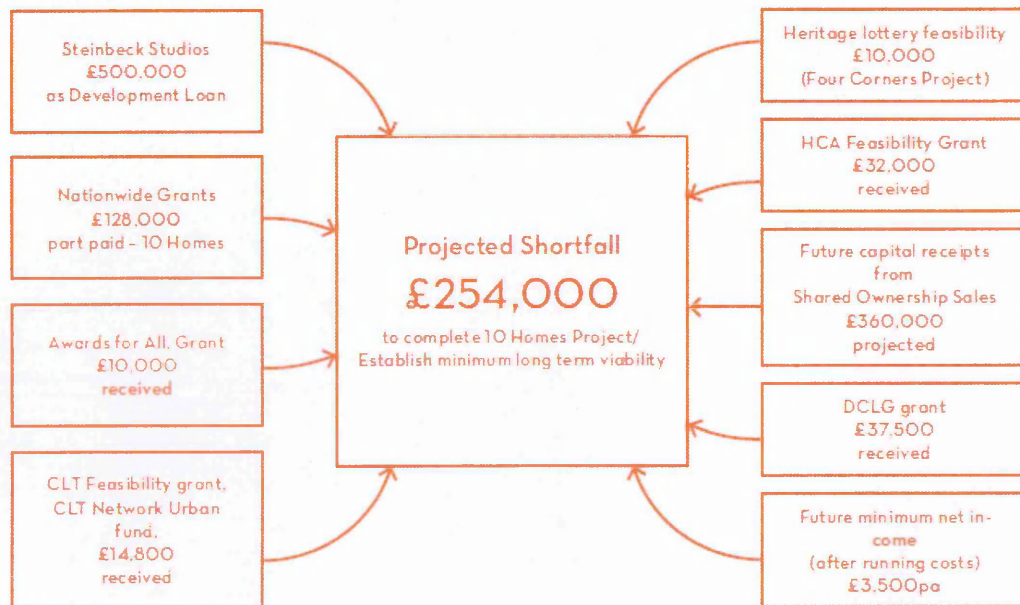 Steinbeck Studios
£500,000
as Development Loan
Nationwide Grants
£128,000
part paid - 10 Homes
Awards for All, Grant
£10,000
received
CLT Feasibility grant,
CLT Network Urban
fund,
£14,800
received
Projected Shortfall
£254,000
to complete 10 Homes Project/
Establish minimum long term viability
Heritage lottery feasibility
£10,000
(Four Corners Project)
HCA Feasibility Grant
£32,000
received
Future capital receipts
from
Shared Ownership Sales
£360,000
projected
DCLG grant
£37,500
received
Future minimum net in-
come
(after running costs)
£3,500pa